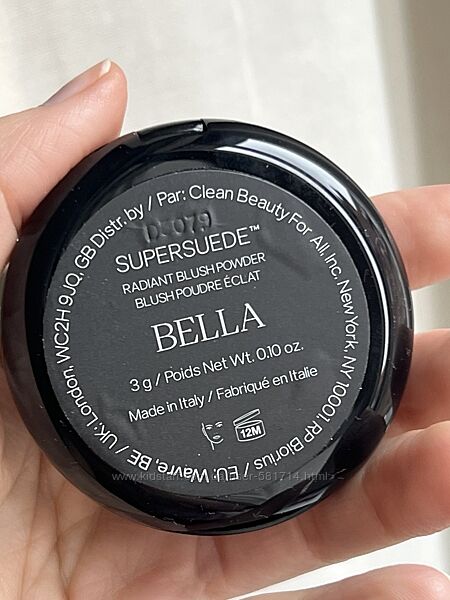 Distr. by / Par: Clean Beauty For All, Inc, New York, NY 10001, RP Biorius / EU: Wavre, BE / UK: London, WC2H 9JQ, GB
079
SUPERSUEDE™
RADIANT BLUSH POWDER
BLUSH POUDRE ÉCLAT
BELLA
3 g / Poids Net Wt. 0.10 oz.
Made in Italy / Fabriqué en Italie
12M